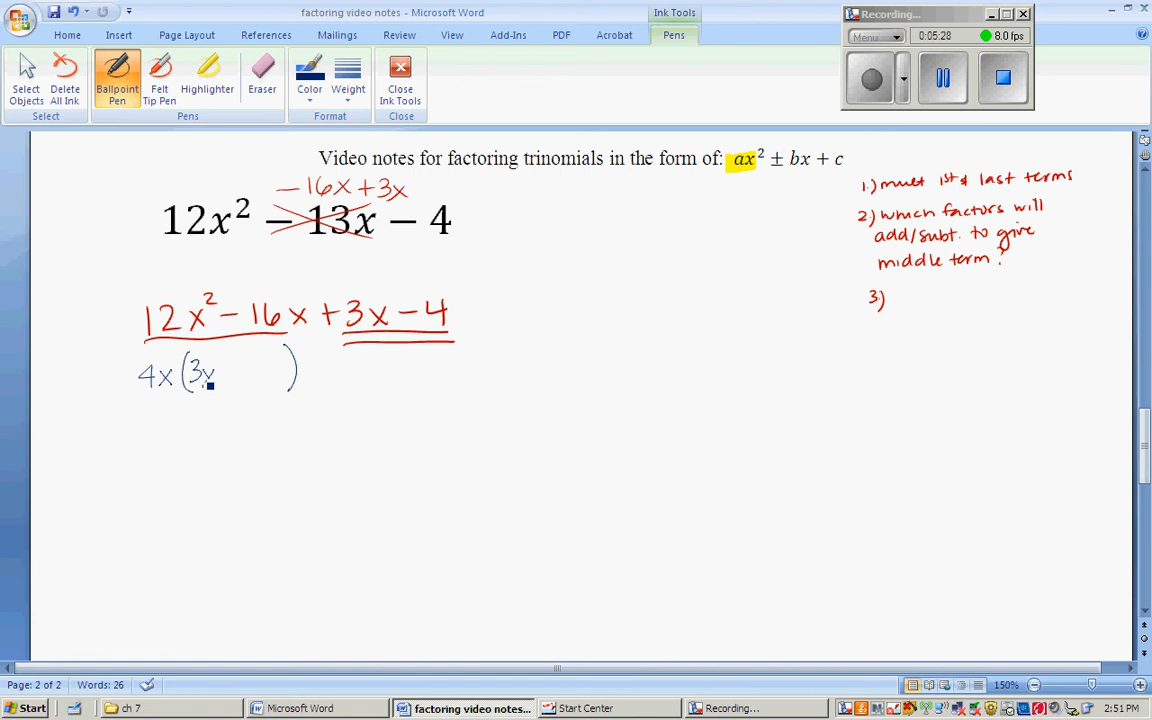 factoring video notes - Microsoft Word
Ink Tools
Recording...
Home Insert Page Layout References Mailings Review View Add-Ins PDF Acrobat Pens
Menu 0:05:28 8.0 fps
Select Objects
Delete All Ink
Ballpoint Pen
Felt Tip Pen
Highlighter
Eraser
Color
Weight
Close Ink Tools
Select Pens Format Close
Video notes for factoring trinomials in the form of: ax² ± bx + c
− 16x + 3x
12x² − 13x − 4
1.) mult 1st & last terms
2.) which factors will
add/subt. to give
middle term ?
3.)
12x² − 16x + 3x − 4
4x (3x )
Page: 2 of 2 Words: 26 150%
Start ch 7 Microsoft Word factoring video notes... Start Center Recording... 2:51 PM